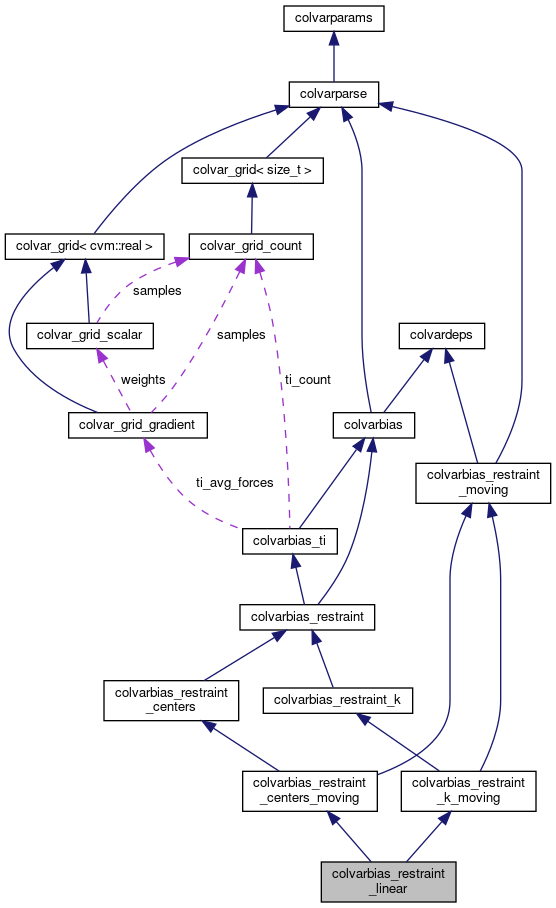 colvarparams
colvarparse
colvar_grid< size_t >
colvar_grid< cvm::real >
colvar_grid_count
samples
colvar_grid_scalar
samples
colvardeps
weights
ti_count
colvar_grid_gradient
colvarbias
colvarbias_restraint
_moving
ti_avg_forces
colvarbias_ti
colvarbias_restraint
colvarbias_restraint
_centers
colvarbias_restraint_k
colvarbias_restraint
_centers_moving
colvarbias_restraint
_k_moving
colvarbias_restraint
_linear